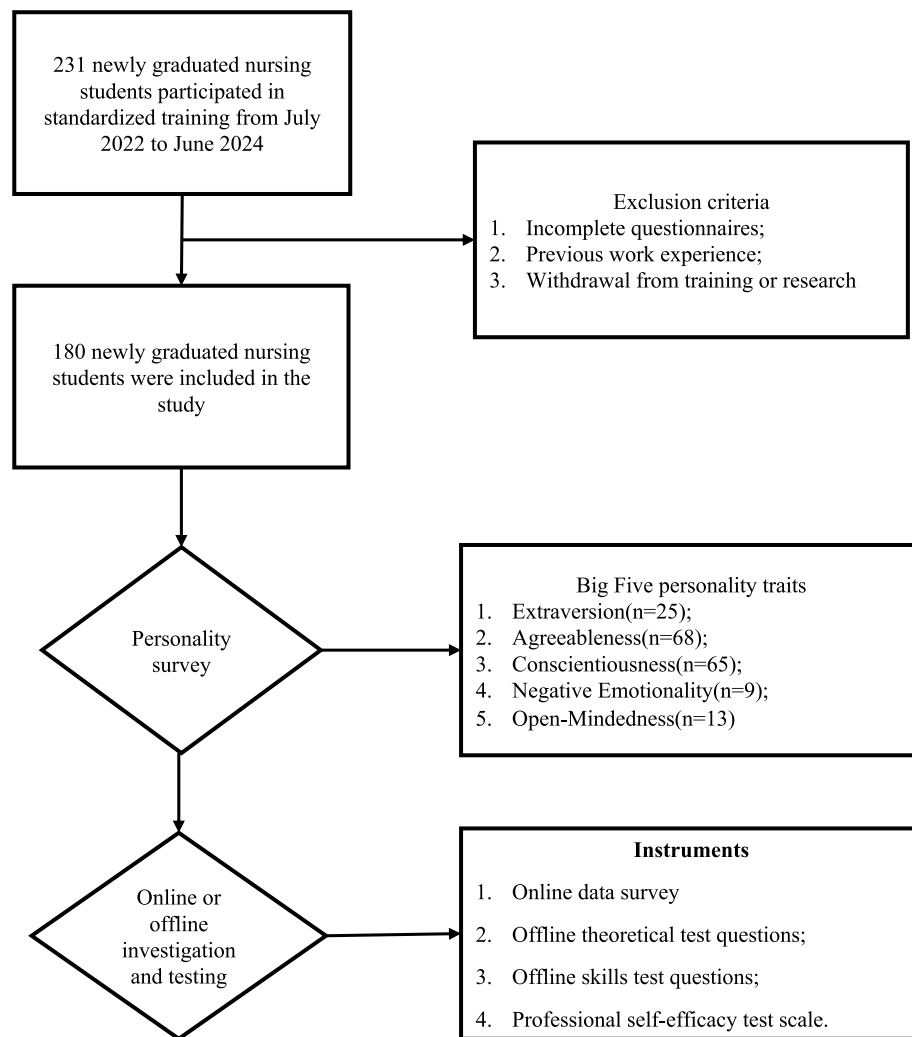 231 newly graduated nursing
students participated in
standardized training from July
2022 to June 2024
Exclusion criteria
1. Incomplete questionnaires;
2. Previous work experience;
3. Withdrawal from training or research
180 newly graduated nursing
students were included in the
study
Personality
survey
Big Five personality traits
1. Extraversion(n=25);
2. Agreeableness(n=68);
3. Conscientiousness(n=65);
4. Negative Emotionality(n=9);
5. Open-Mindedness(n=13)
Online or
offline
investigation
and testing
Instruments
1. Online data survey
2. Offline theoretical test questions;
3. Offline skills test questions;
4. Professional self-efficacy test scale.